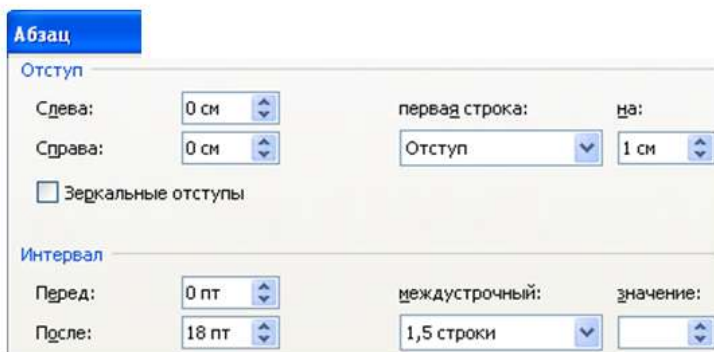 Абзац
Отступ
Слева: 0 см первая строка: на:
Справа: 0 см Отступ 1 см
Зеркальные отступы
Интервал
Перед: 0 пт междустрочный: значение:
После: 18 пт 1,5 строки